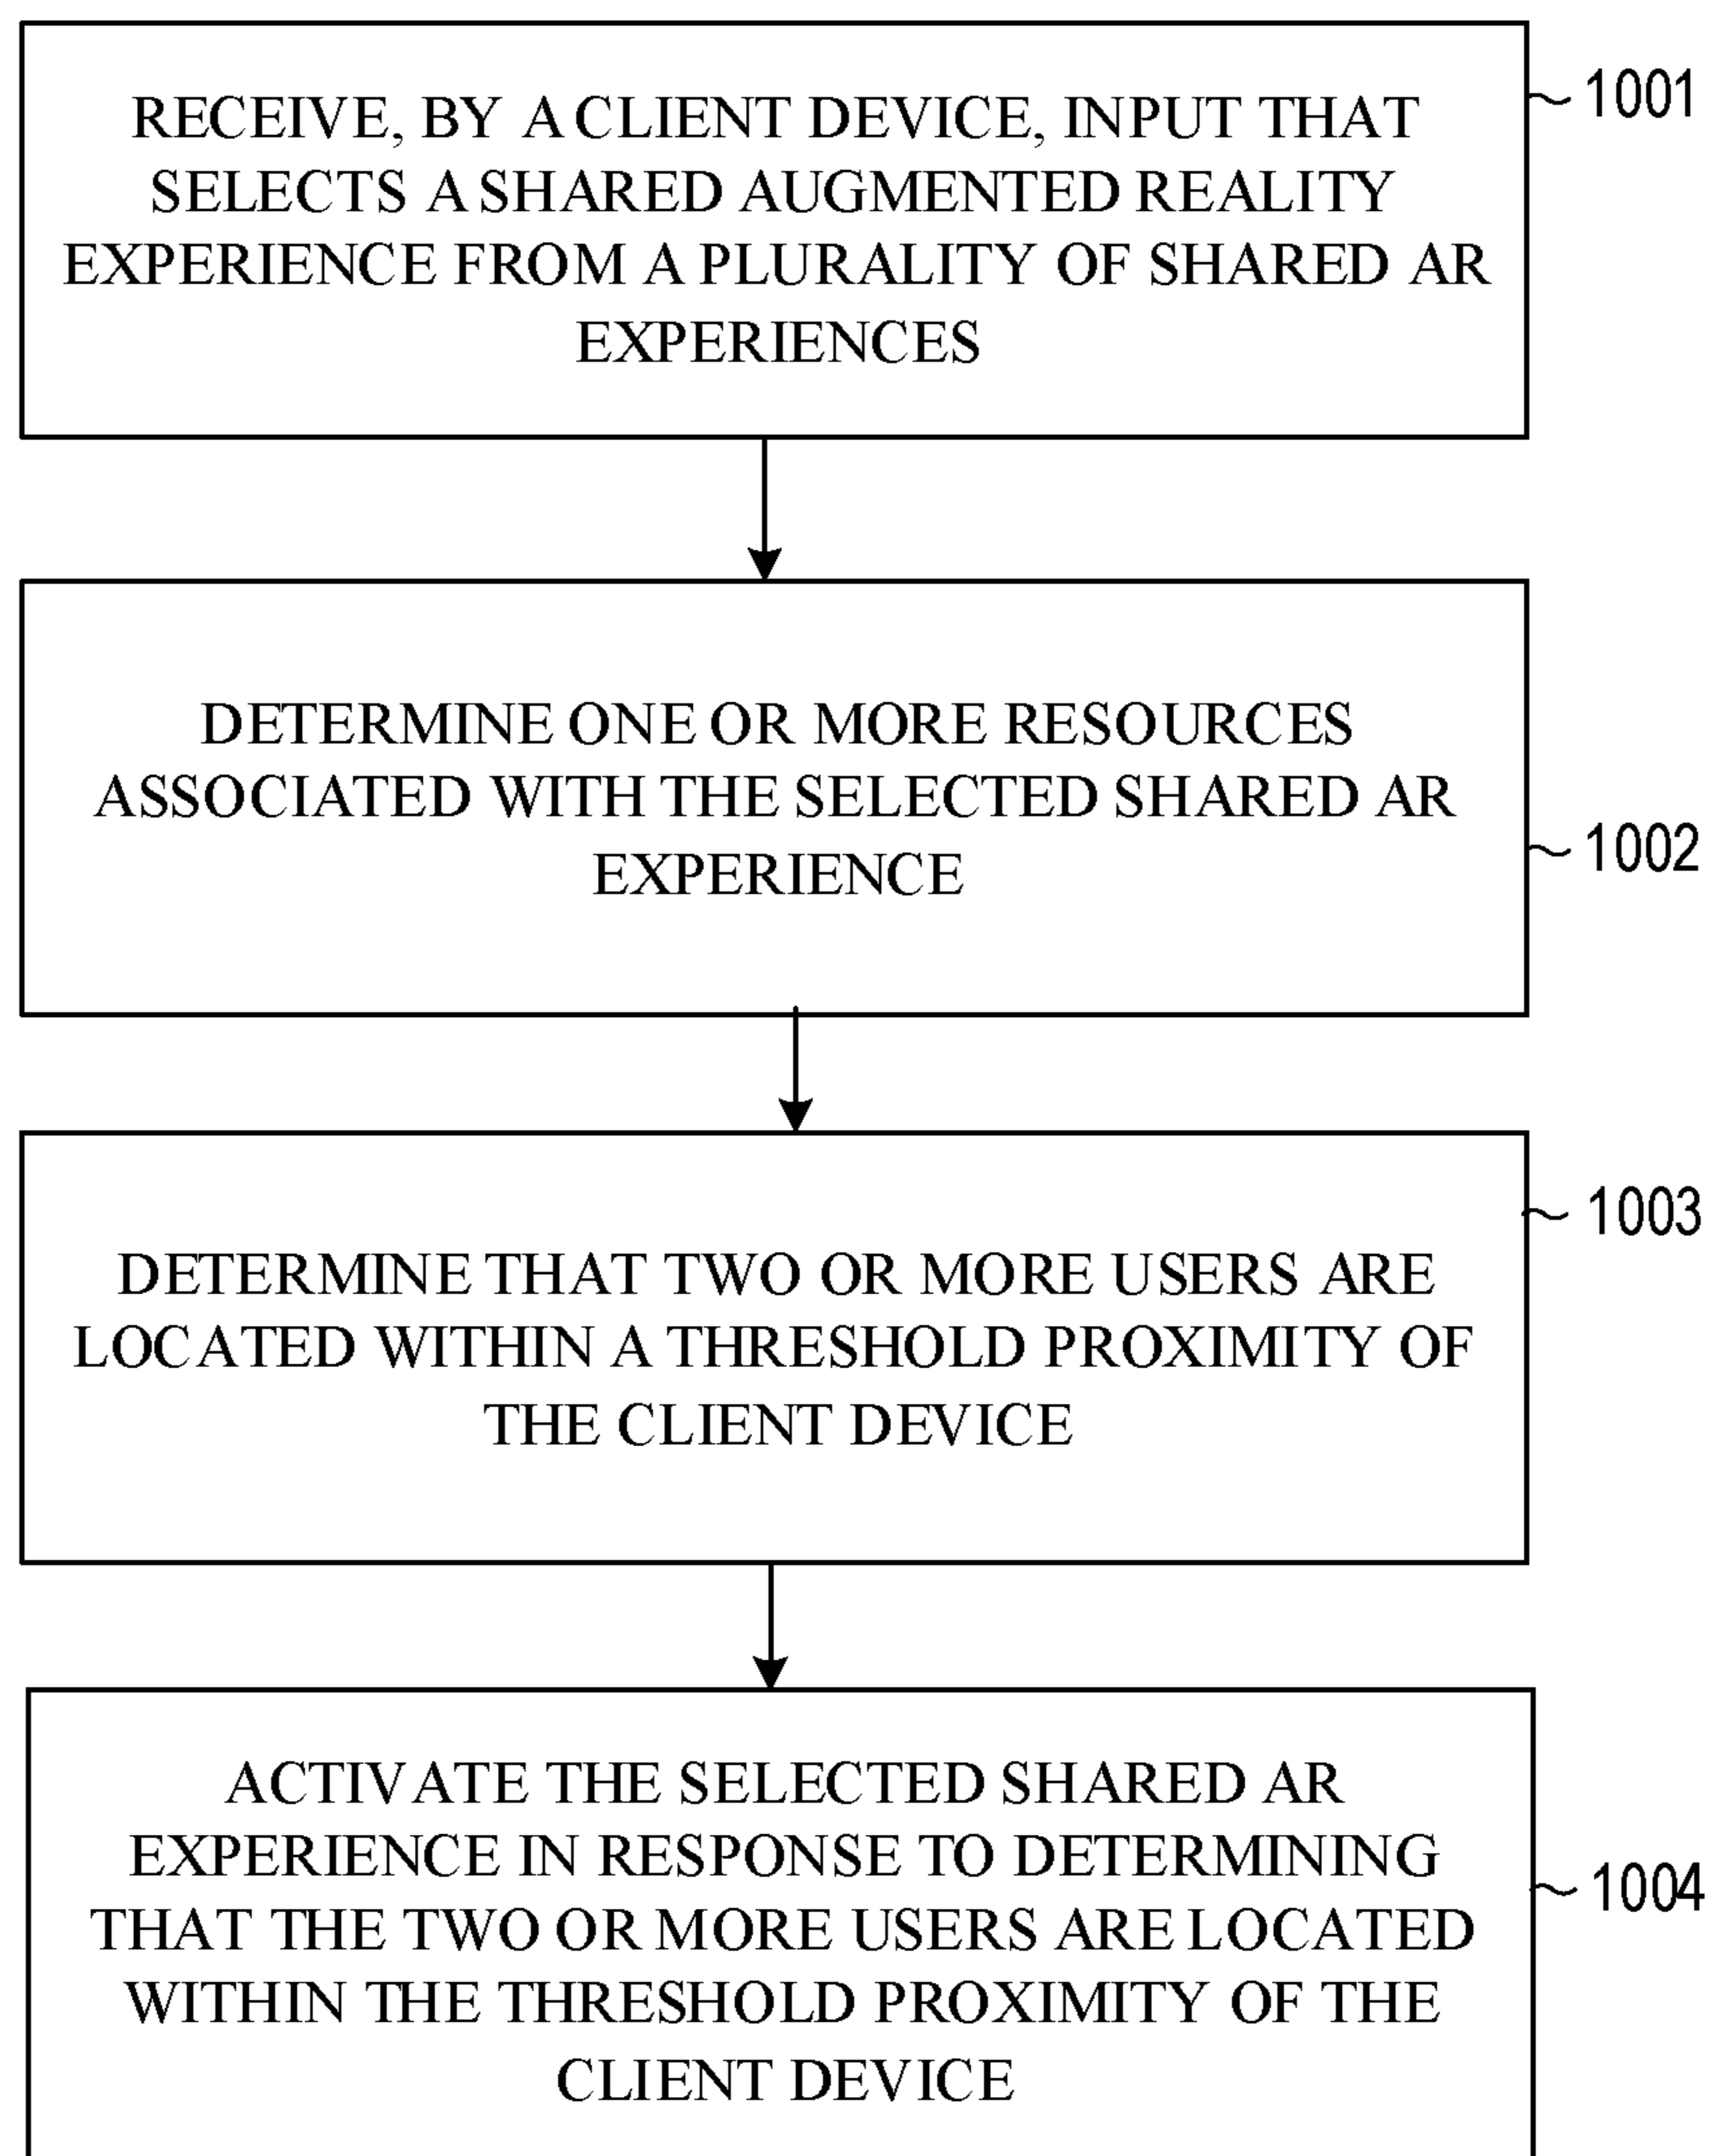 RECEIVE, BY A CLIENT DEVICE, INPUT THAT
SELECTS A SHARED AUGMENTED REALITY
EXPERIENCE FROM A PLURALITY OF SHARED AR
EXPERIENCES
1001
DETERMINE ONE OR MORE RESOURCES
ASSOCIATED WITH THE SELECTED SHARED AR
EXPERIENCE
1002
DETERMINE THAT TWO OR MORE USERS ARE
LOCATED WITHIN A THRESHOLD PROXIMITY OF
THE CLIENT DEVICE
1003
ACTIVATE THE SELECTED SHARED AR
EXPERIENCE IN RESPONSE TO DETERMINING
THAT THE TWO OR MORE USERS ARE LOCATED
WITHIN THE THRESHOLD PROXIMITY OF THE
CLIENT DEVICE
1004